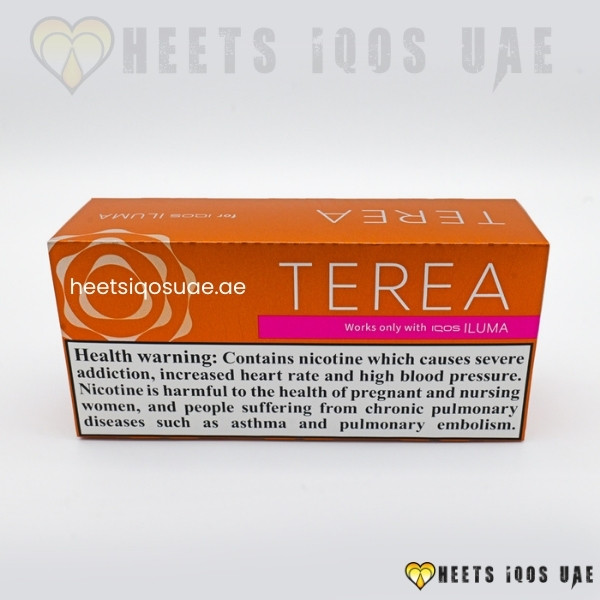 HEETS iQOS UAE
for IQOS ILUMA
TEREA
heetsiqosuae.ae
TEREA
Works only with IQOS ILUMA
Health warning: Contains nicotine which causes severe
addiction, increased heart rate and high blood pressure.
Nicotine is harmful to the health of pregnant and nursing
women, and people suffering from chronic pulmonary
diseases such as asthma and pulmonary embolism.
HEETS iQOS UAE